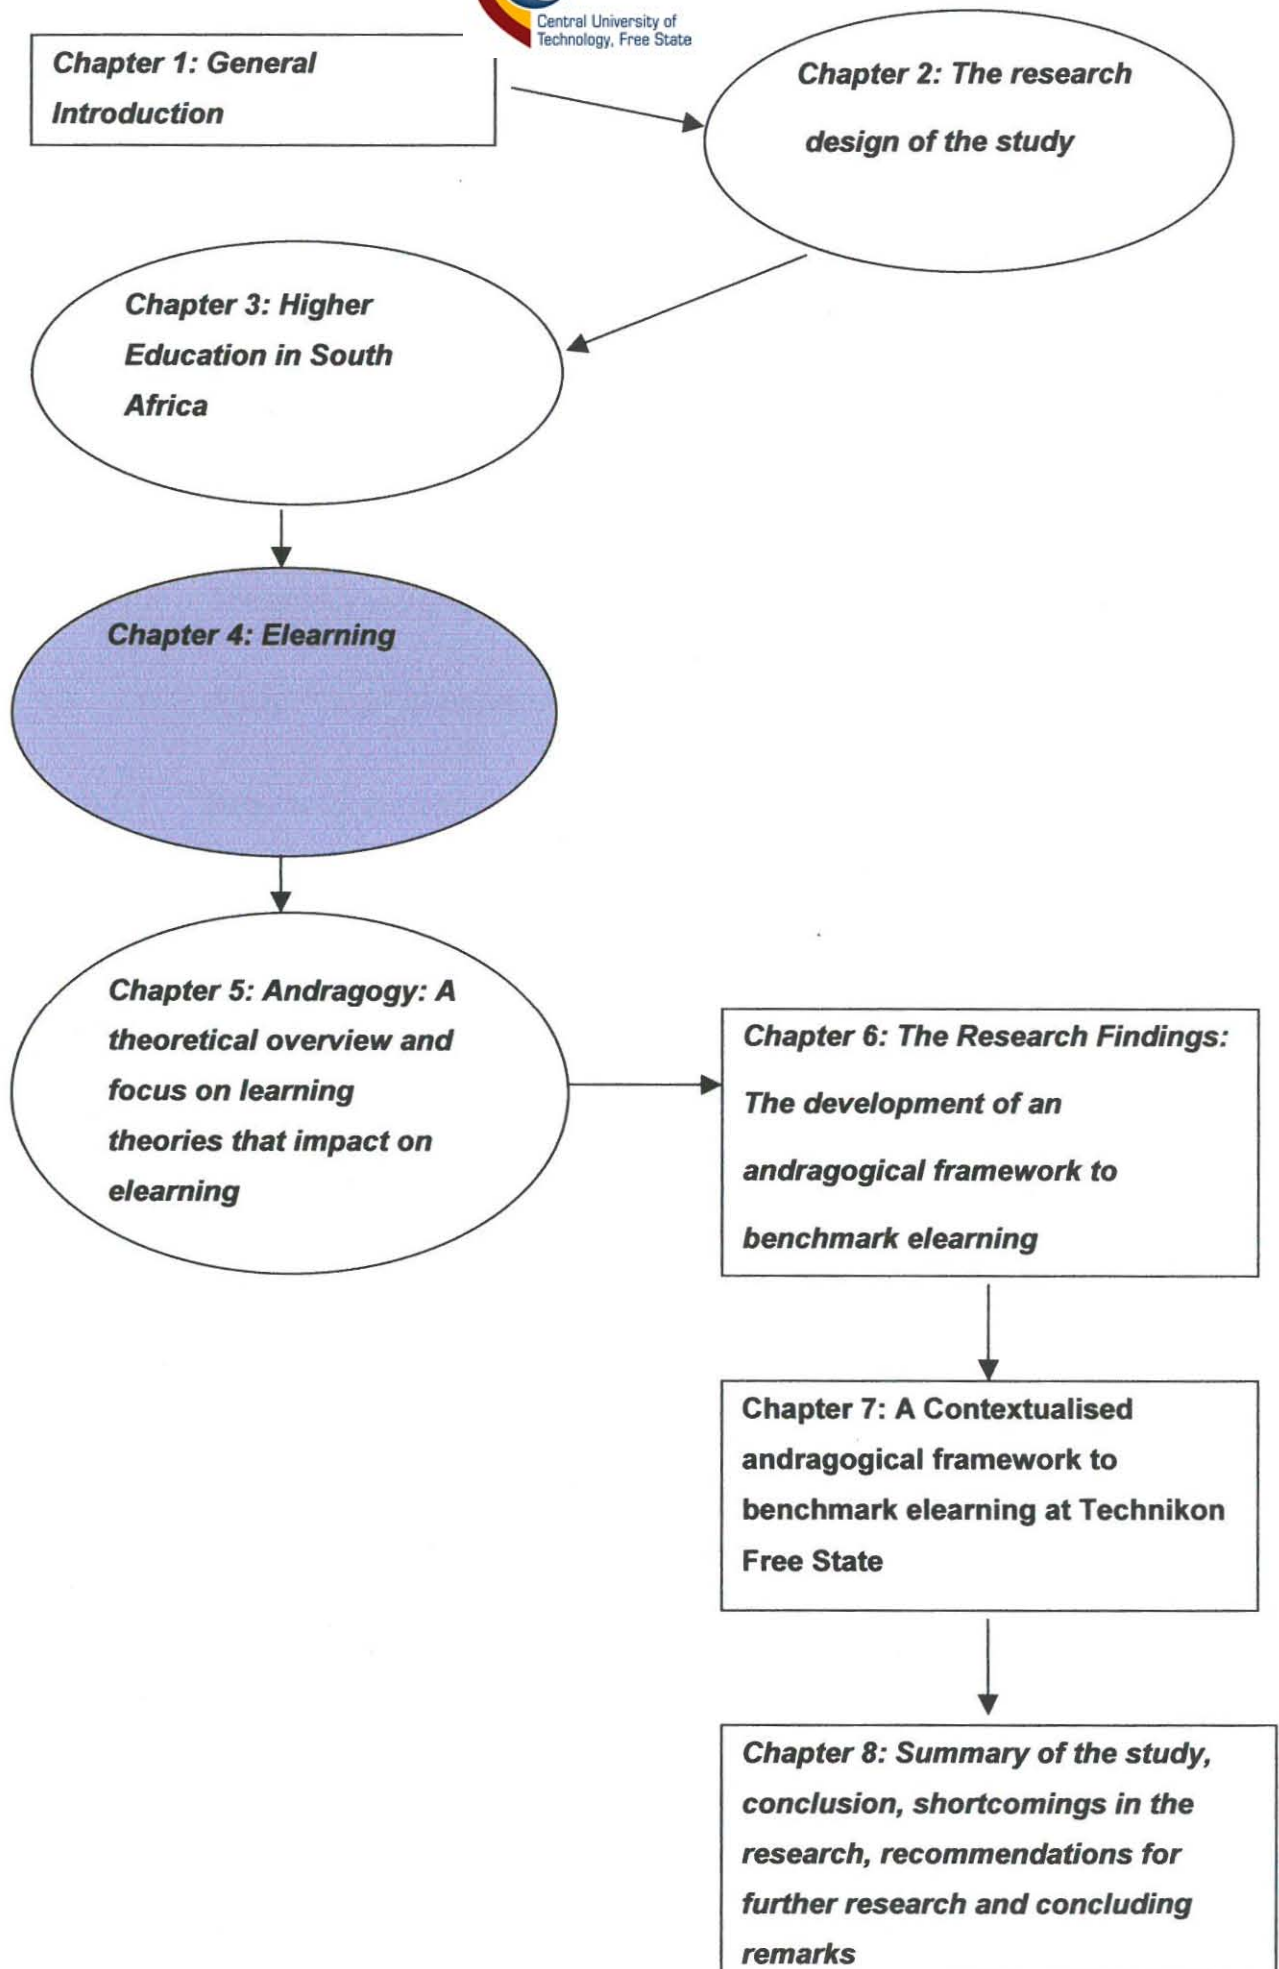 Central University of
Technology, Free State
Chapter 1: General
Introduction
Chapter 2: The research
design of the study
Chapter 3: Higher
Education in South
Africa
Chapter 4: Elearning
Chapter 5: Andragogy: A
theoretical overview and
focus on learning
theories that impact on
elearning
Chapter 6: The Research Findings:
The development of an
andragogical framework to
benchmark elearning
Chapter 7: A Contextualised
andragogical framework to
benchmark elearning at Technikon
Free State
Chapter 8: Summary of the study,
conclusion, shortcomings in the
research, recommendations for
further research and concluding
remarks